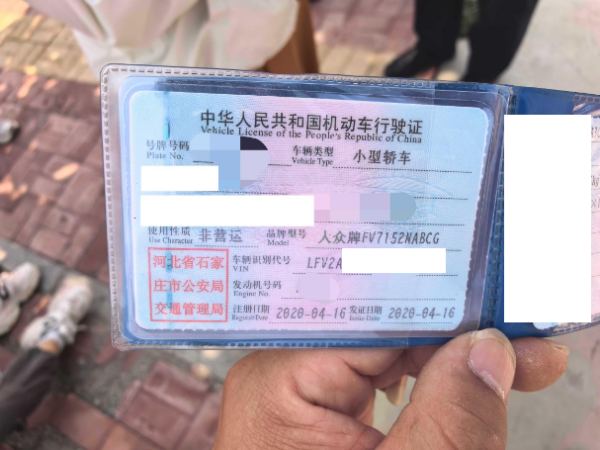 中华人民共和国机动车行驶证
Vehicle License of the People's Republic of China
号牌号码
Plate No.
车辆类型 小型轿车
Vehicle Type
使用性质 非营运
Use Character
品牌型号 大众牌FV7152WABCG
Model
河北省石家
庄市公安局
交通管理局
车辆识别代号 LFV2A
VIN
发动机号码
Engine No.
注册日期 2020-04-16
Register Date
发证日期 2020-04-16
Issue Date